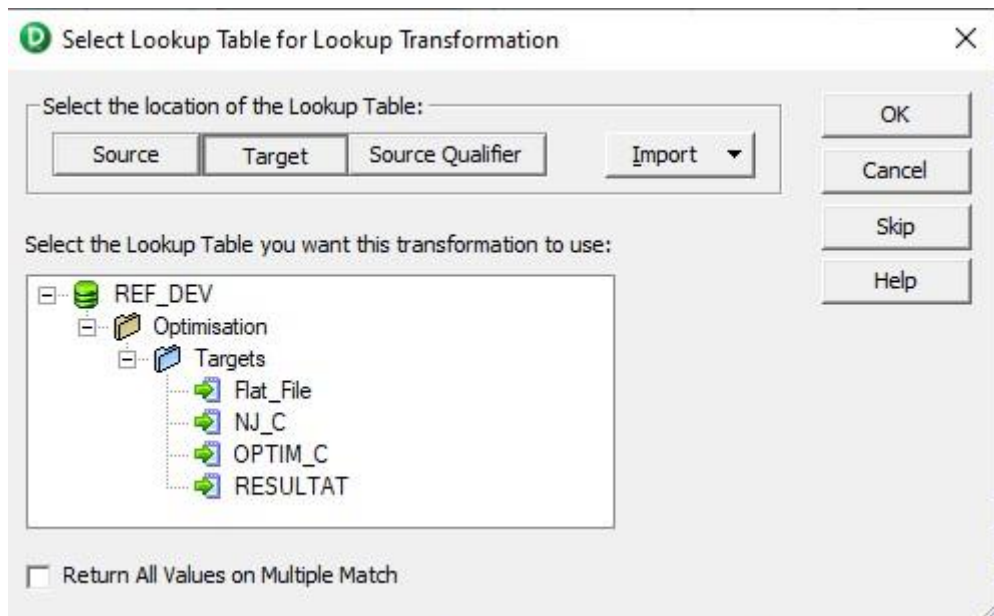 Select Lookup Table for Lookup Transformation
Select the location of the Lookup Table:
Source Target Source Qualifier Import
OK
Cancel
Skip
Help
Select the Lookup Table you want this transformation to use:
REF_DEV
Optimisation
Targets
Flat_File
NJ_C
OPTIM_C
RESULTAT
Return All Values on Multiple Match